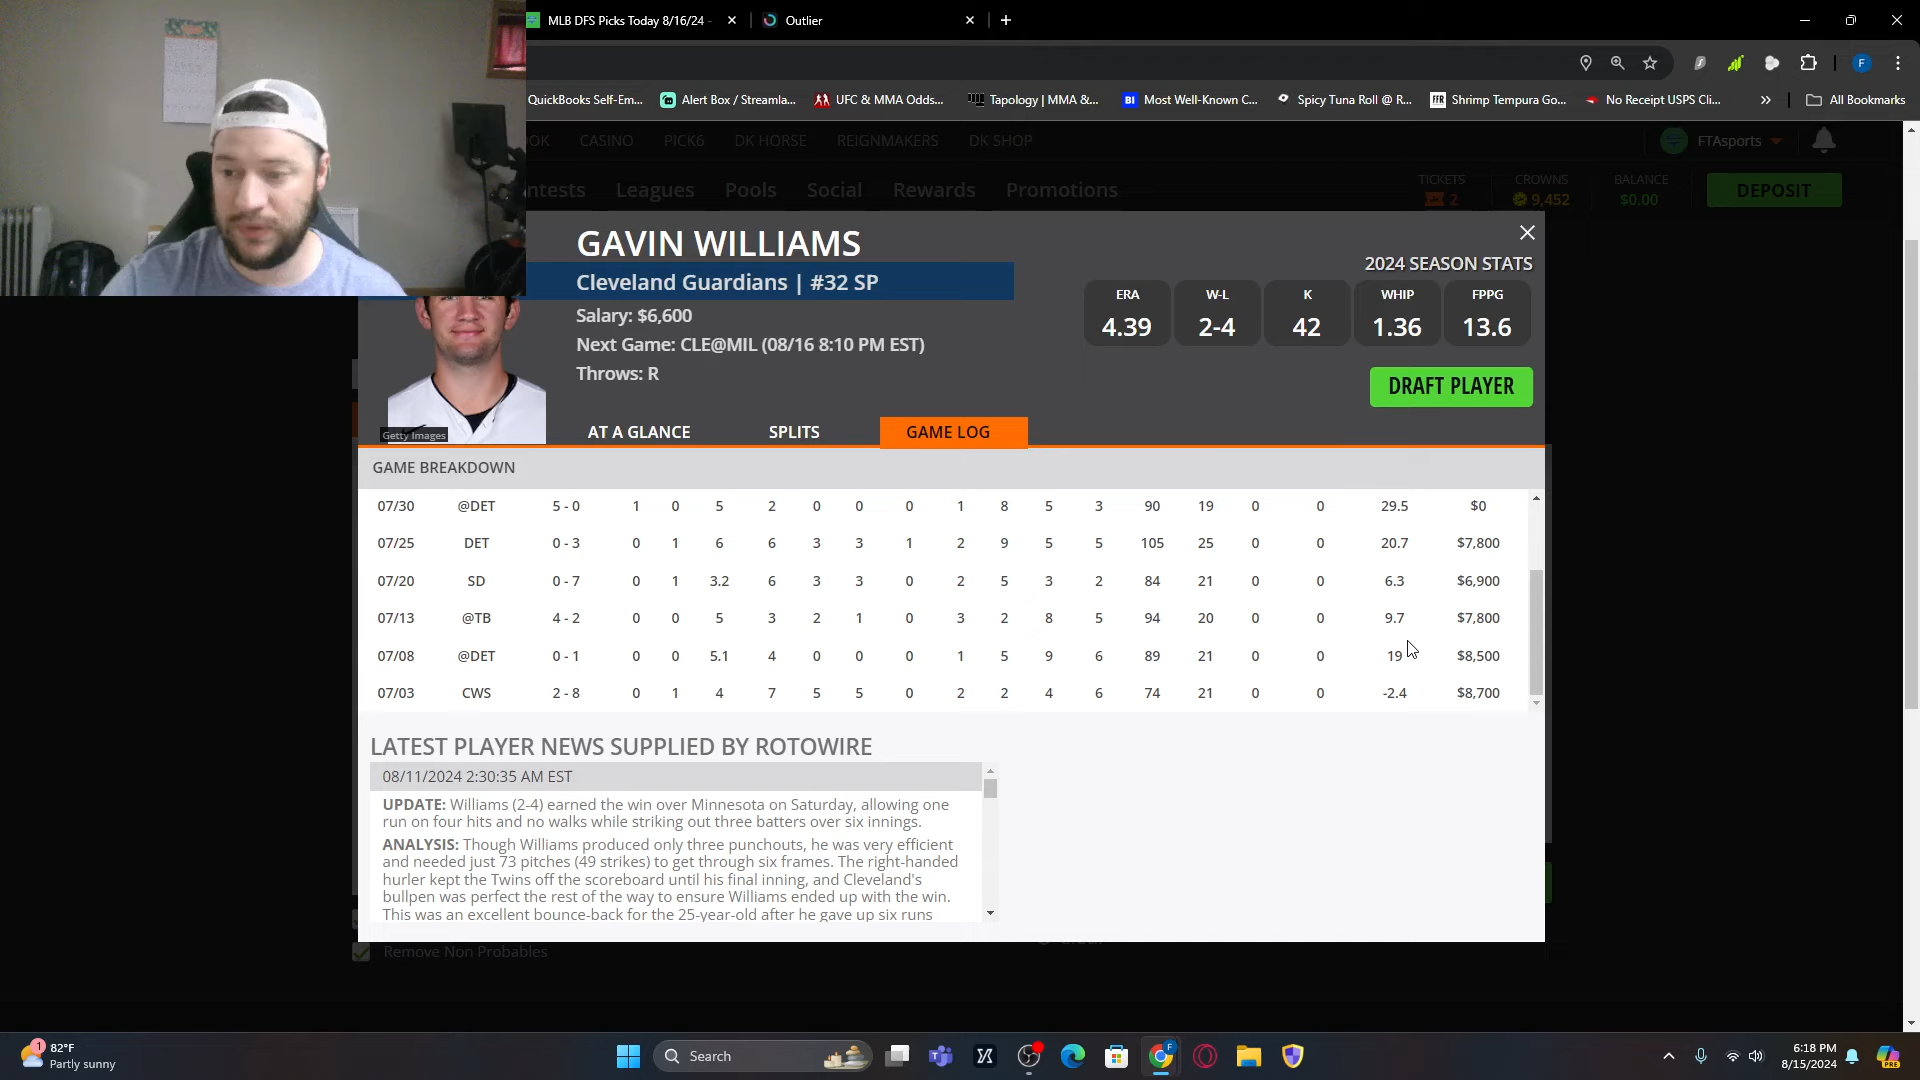 MLB DFS Picks Today 8/16/24 -
Outlier
F
QuickBooks Self-Em...
Alert Box / Streamla...
UFC & MMA Odds...
Tapology | MMA &...
BI Most Well-Known C...
Spicy Tuna Roll @ R...
FFR Shrimp Tempura Go...
No Receipt USPS Cli...
»
All Bookmarks
OK CASINO PICK6 DK HORSE REIGNMAKERS DK SHOP
FTAsports
ntests Leagues Pools Social Rewards Promotions
TICKETS 2
CROWNS 9,452
BALANCE $0.00
DEPOSIT
GAVIN WILLIAMS
Cleveland Guardians | #32 SP
Salary: $6,600
Next Game: CLE@MIL (08/16 8:10 PM EST)
Throws: R
Getty Images
2024 SEASON STATS
ERA W-L K WHIP FPPG
4.39 2-4 42 1.36 13.6
DRAFT PLAYER
AT A GLANCE SPLITS GAME LOG
GAME BREAKDOWN
07/30 @DET 5 - 0 1 0 5 2 0 0 0 1 8 5 3 90 19 0 0 29.5 $0
07/25 DET 0 - 3 0 1 6 6 3 3 1 2 9 5 5 105 25 0 0 20.7 $7,800
07/20 SD 0 - 7 0 1 3.2 6 3 3 0 2 5 3 2 84 21 0 0 6.3 $6,900
07/13 @TB 4 - 2 0 0 5 3 2 1 0 3 2 8 5 94 20 0 0 9.7 $7,800
07/08 @DET 0 - 1 0 0 5.1 4 0 0 0 1 5 9 6 89 21 0 0 19 $8,500
07/03 CWS 2 - 8 0 1 4 7 5 5 0 2 2 4 6 74 21 0 0 -2.4 $8,700
LATEST PLAYER NEWS SUPPLIED BY ROTOWIRE
08/11/2024 2:30:35 AM EST
UPDATE: Williams (2-4) earned the win over Minnesota on Saturday, allowing one
run on four hits and no walks while striking out three batters over six innings.
ANALYSIS: Though Williams produced only three punchouts, he was very efficient
and needed just 73 pitches (49 strikes) to get through six frames. The right-handed
hurler kept the Twins off the scoreboard until his final inning, and Cleveland's
bullpen was perfect the rest of the way to ensure Williams ended up with the win.
This was an excellent bounce-back for the 25-year-old after he gave up six runs
Remove Non Probables
1
82°F
Partly sunny
Search
F
6:18 PM
8/15/2024
PRE